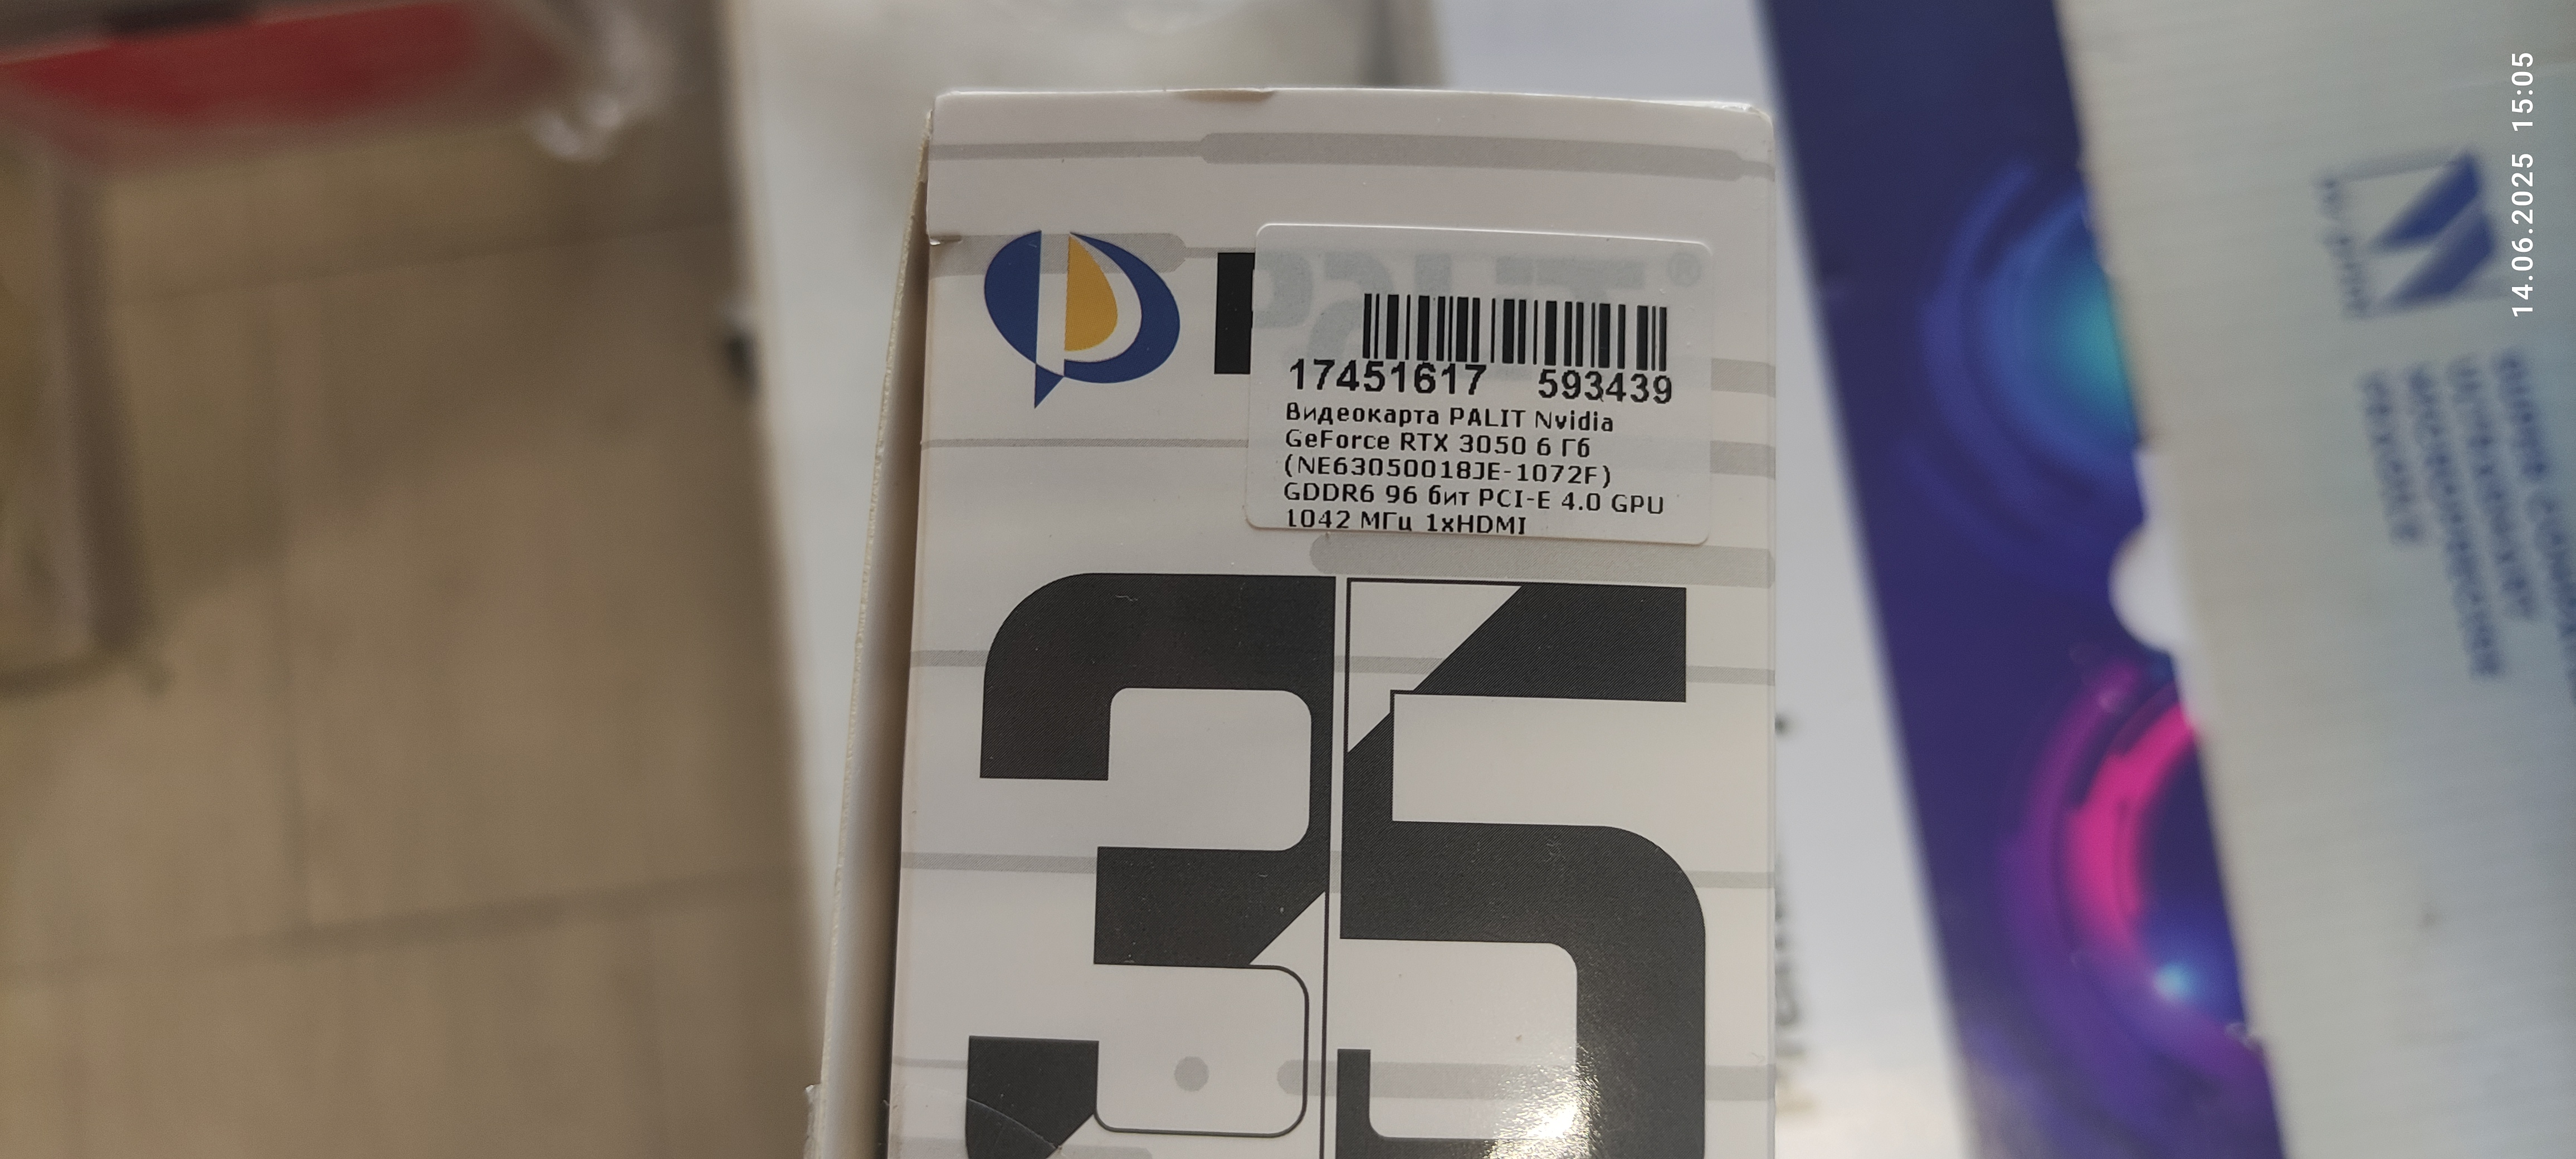 14.06.2025 15:05
17451617 593439
Видеокарта PALIT Nvidia
GeForce RTX 3050 6 Гб
(NE63050018JE-1072F)
GDDR6 96 бит PCI-E 4.0 GPU
1042 МГц 1xHDMI
35